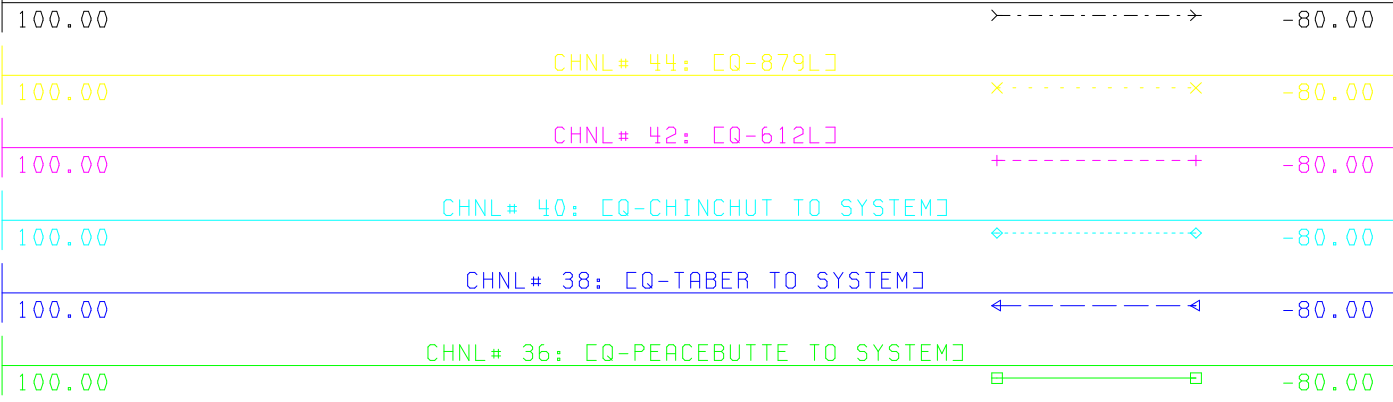 100.00 -80.00
CHNL# 44: [Q-879L]
100.00 -80.00
CHNL# 42: [Q-612L]
100.00 -80.00
CHNL# 40: [Q-CHINCHUT TO SYSTEM]
100.00 -80.00
CHNL# 38: [Q-TABER TO SYSTEM]
100.00 -80.00
CHNL# 36: [Q-PEACEBUTTE TO SYSTEM]
100.00 -80.00